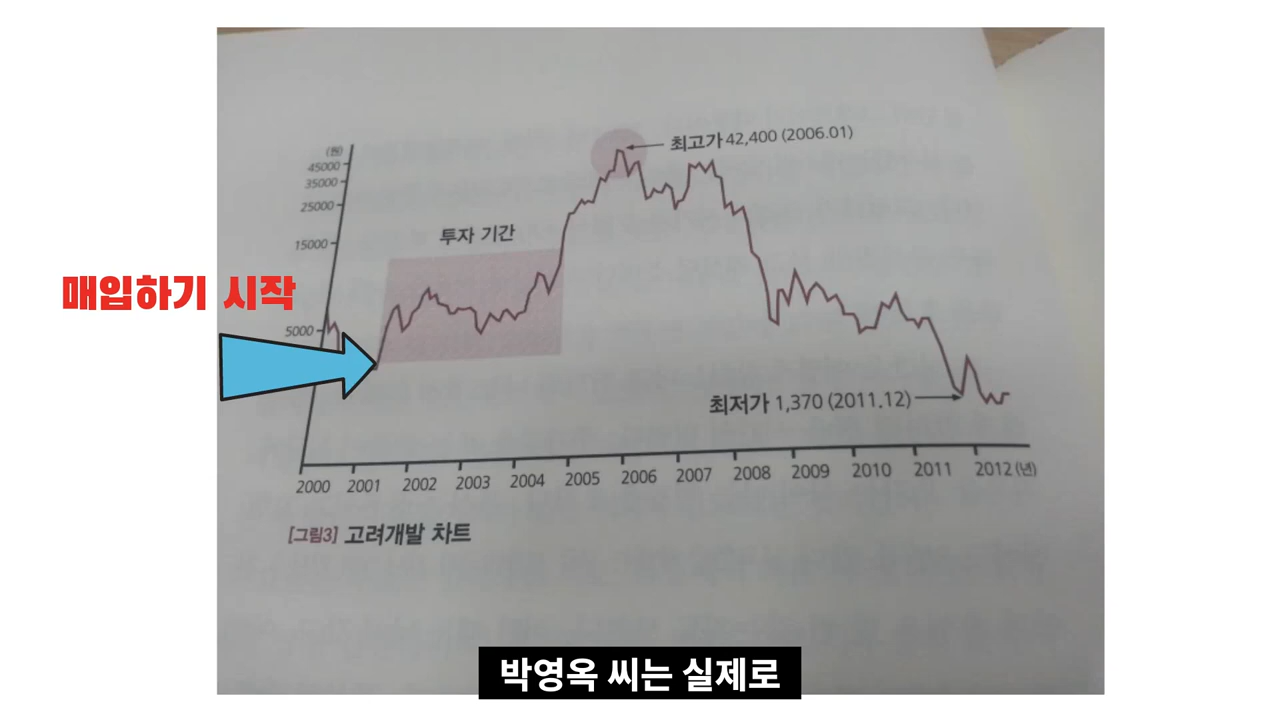 최고가 42,400 (2006.01)
(원)
45000
35000
25000
투자 기간
15000
매입하기 시작
5000
최저가 1,370 (2011.12)
2000 2001 2002 2003 2004 2005 2006 2007 2008 2009 2010 2011 2012 (년)
[그림3] 고려개발 차트
박영옥 씨는 실제로